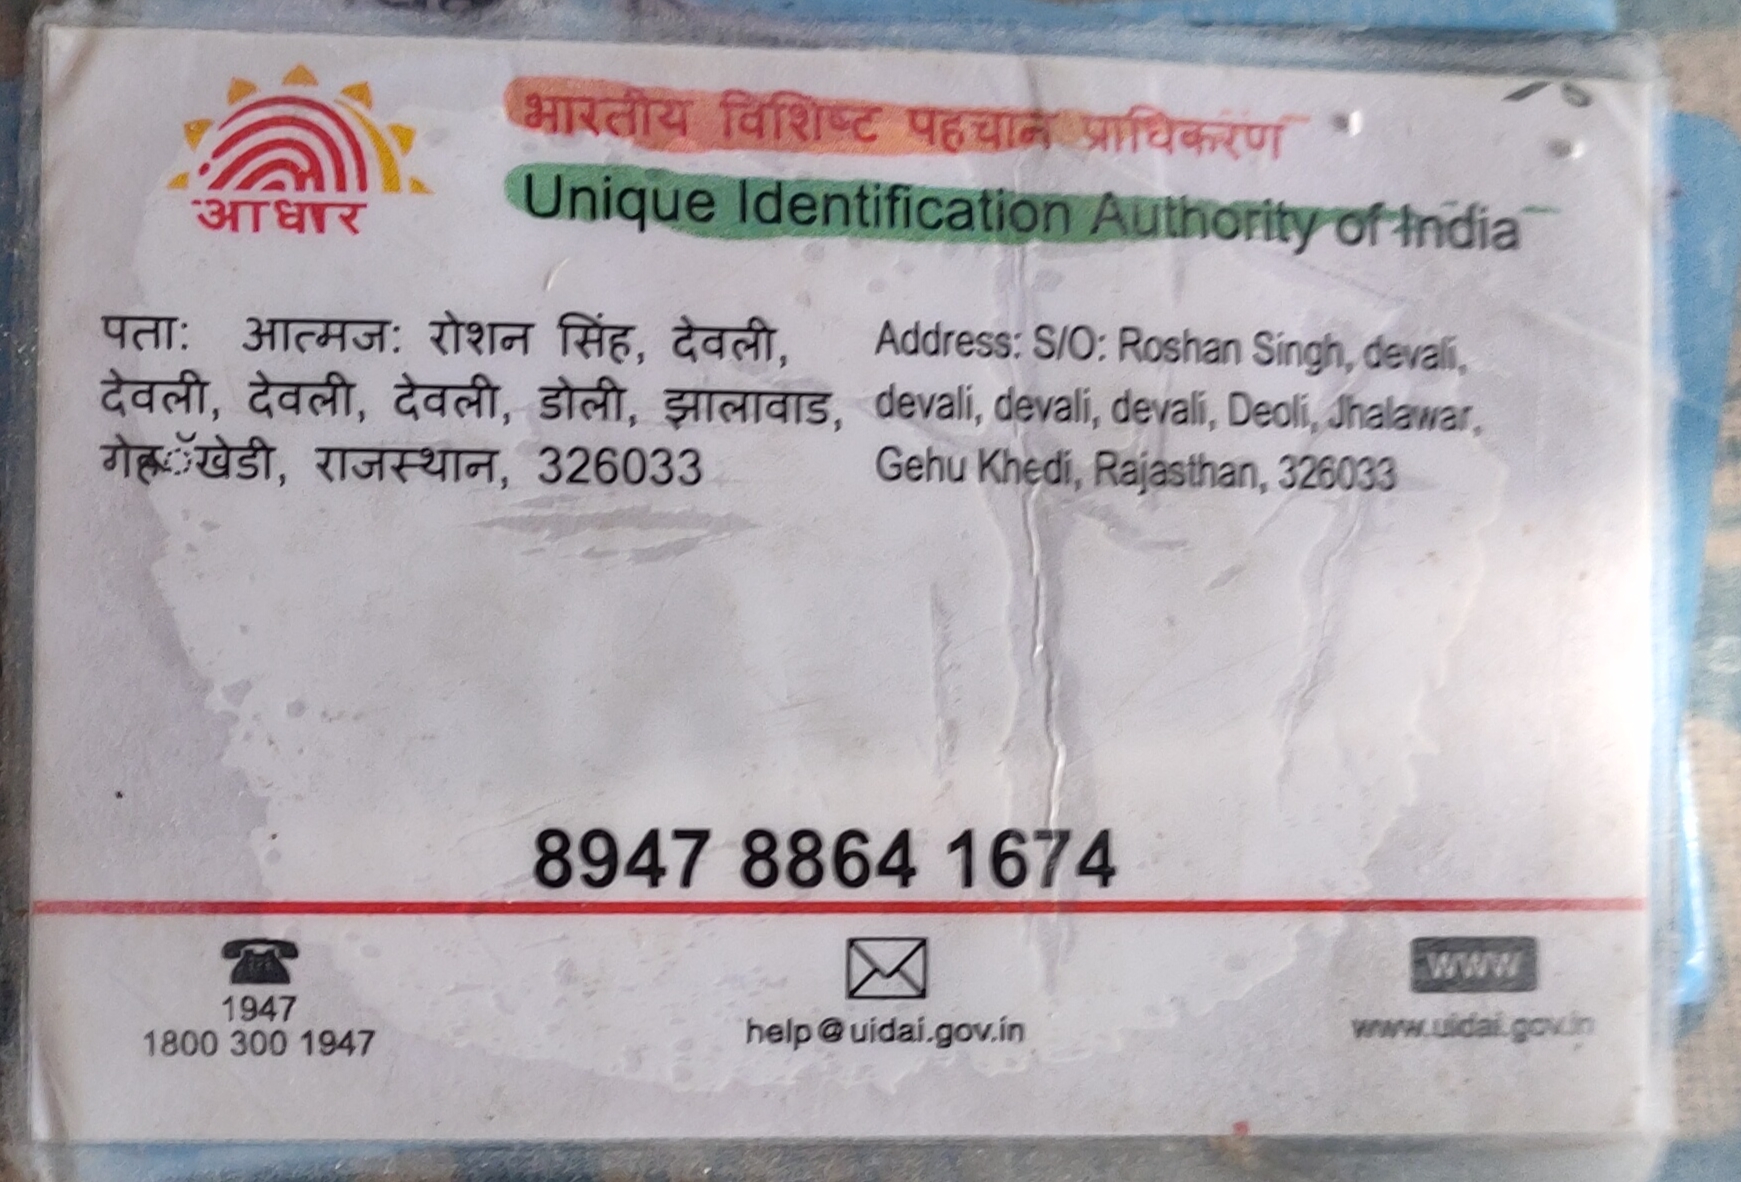 आधार
भारतीय विशिष्ट पहचान प्राधिकरण
Unique Identification Authority of India
पता: आत्मज: रोशन सिंह, देवली,
देवली, देवली, देवली, डोली, झालावाड,
खेडी, राजस्थान, 326033
Address: S/O: Roshan Singh, devali,
devali, devali, devali, Deoli, Jhalawar,
Gehu Khedi, Rajasthan, 326033
8947 8864 1674
1947
1800 300 1947
help@uidai.gov.in
WWW
www.uidai.gov.in